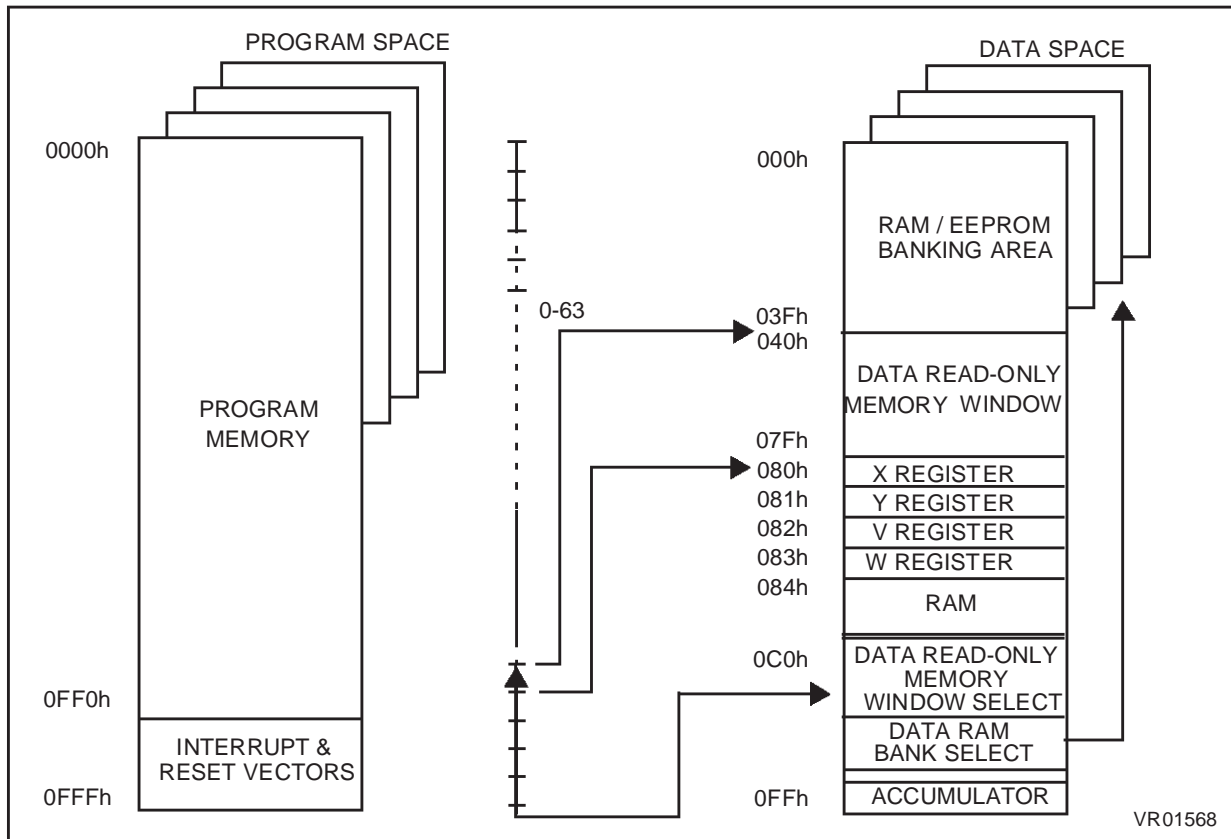 PROGRAM SPACE
0000h
PROGRAM
MEMORY
0FF0h
INTERRUPT &
RESET VECTORS
0FFFh
0-63
DATA SPACE
000h
RAM / EEPROM
BANKING AREA
03Fh
040h
DATA READ-ONLY
MEMORY WINDOW
07Fh
080h
X REGISTER
081h
Y REGISTER
082h
V REGISTER
083h
W REGISTER
084h
RAM
0C0h
DATA READ-ONLY
MEMORY
WINDOW SELECT
DATA RAM
BANK SELECT
0FFh
ACCUMULATOR
VR01568